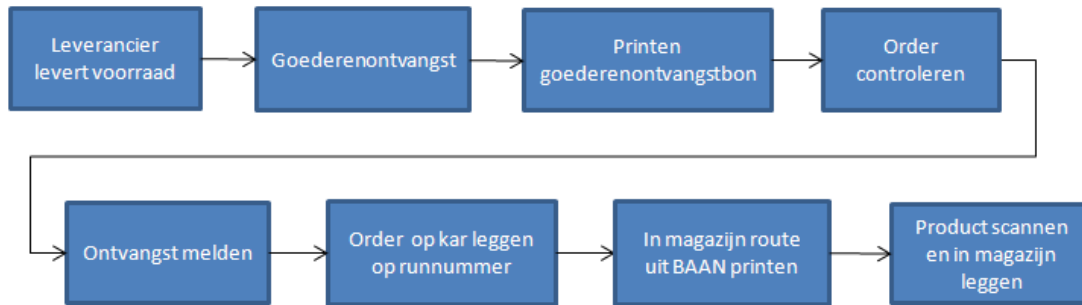 Leverancier
levert voorraad
Goederenontvangst
Printen
goederenontvangstbon
Order
controleren
Ontvangst melden
Order op kar leggen
op runnummer
In magazijn route
uit BAAN printen
Product scannen
en in magazijn
leggen